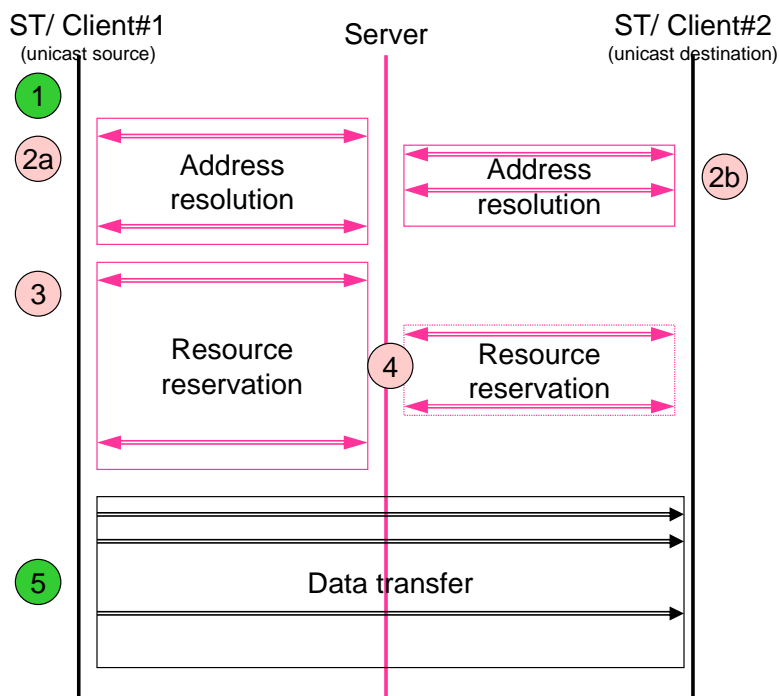 ST/ Client#1
(unicast source)
Server
ST/ Client#2
(unicast destination)
1
2a
Address
resolution
Address
resolution
2b
3
Resource
reservation
4
Resource
reservation
5
Data transfer